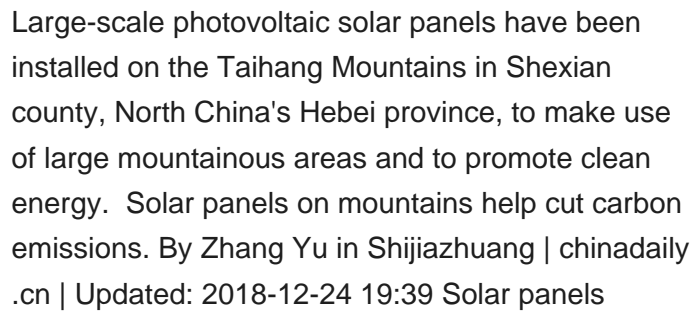 Large-scale photovoltaic solar panels have been
installed on the Taihang Mountains in Shexian
county, North China's Hebei province, to make use
of large mountainous areas and to promote clean
energy.  Solar panels on mountains help cut carbon
emissions. By Zhang Yu in Shijiazhuang | chinadaily
.cn | Updated: 2018-12-24 19:39 Solar panels